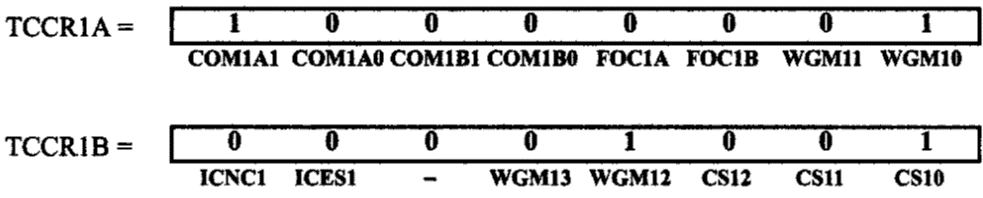 TCCR1A = 1 0 0 0 0 0 0 1
COM1A1 COM1A0 COM1B1 COM1B0 FOC1A FOC1B WGM11 WGM10
TCCR1B = 0 0 0 0 1 0 0 1
ICNC1 ICES1 – WGM13 WGM12 CS12 CS11 CS10